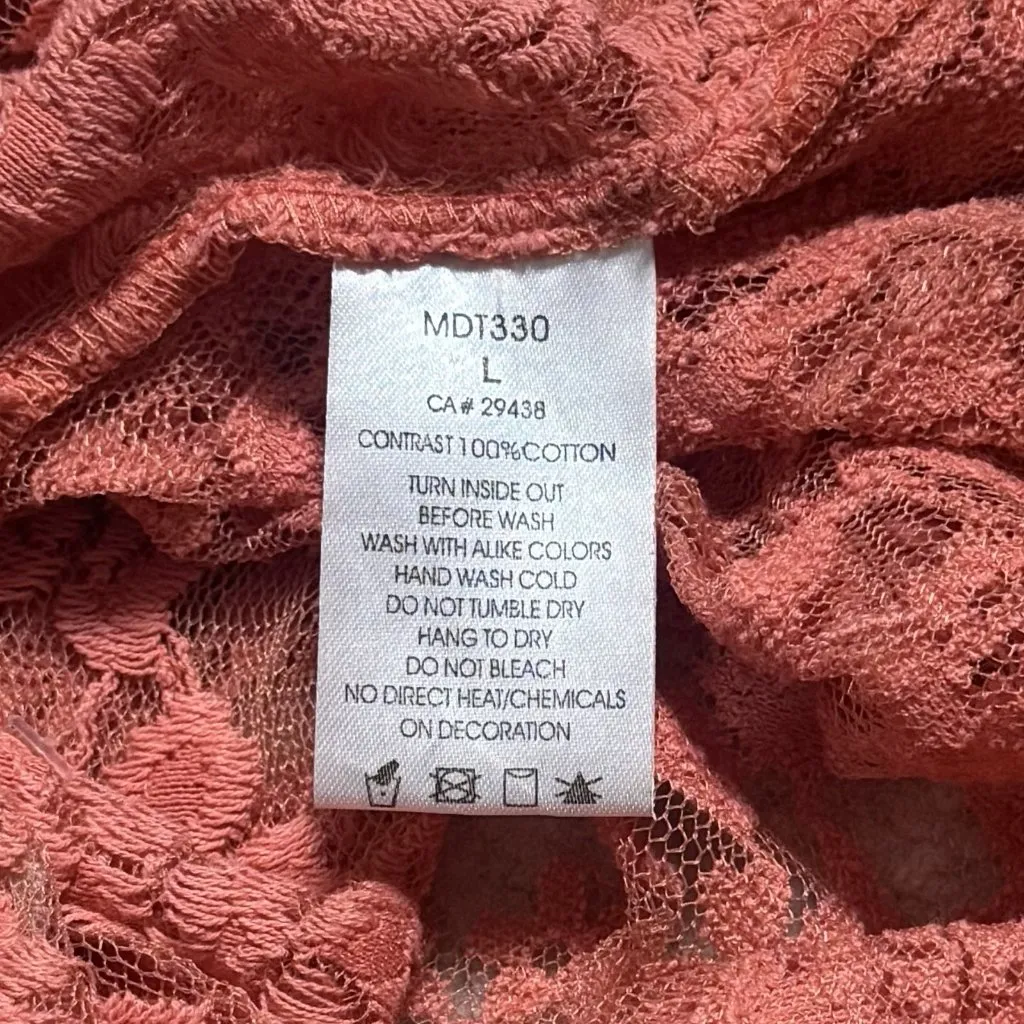 MDT330
L
CA# 29438
CONTRAST 100%COTTON
TURN INSIDE OUT
BEFORE WASH
WASH WITH ALIKE COLORS
HAND WASH COLD
DO NOT TUMBLE DRY
HANG TO DRY
DO NOT BLEACH
NO DIRECT HEAT/CHEMICALS
ON DECORATION